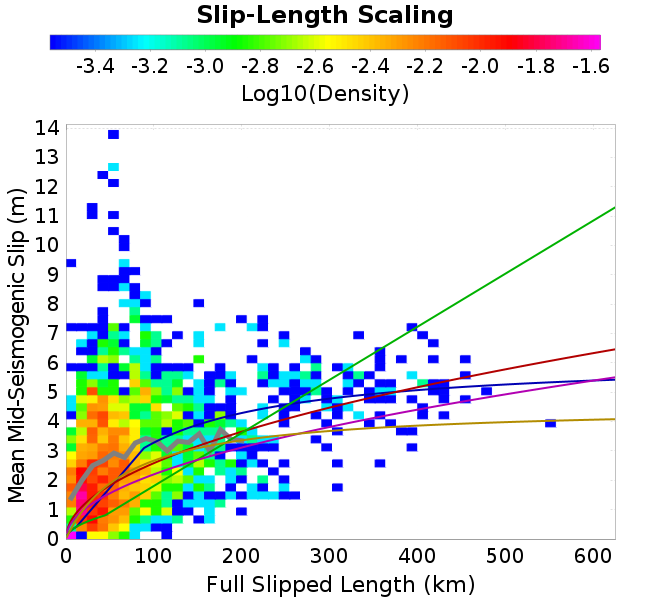 Slip-Length Scaling
-3.4 -3.2 -3.0 -2.8 -2.6 -2.4 -2.2 -2.0 -1.8 -1.6
Log10(Density)
Mean Mid-Seismogenic Slip (m)
14
13
12
11
10
9
8
7
6
5
4
3
2
1
0
0 100 200 300 400 500 600
Full Slipped Length (km)